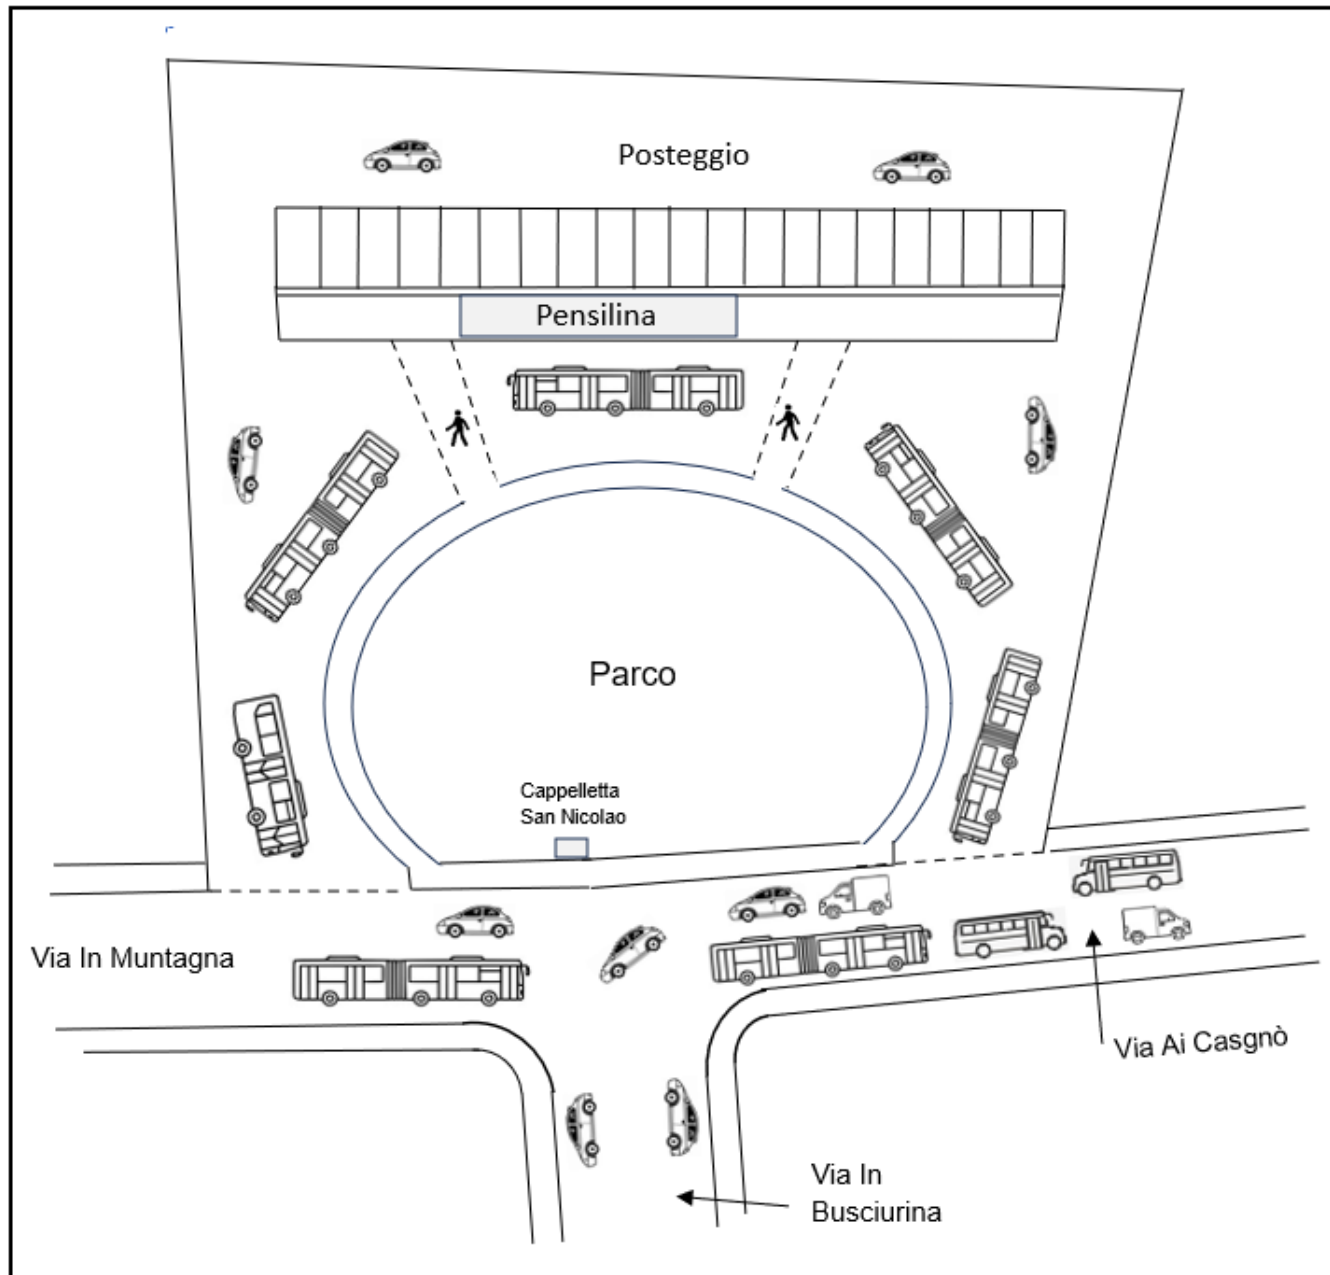 Posteggio
Pensilina
Parco
Cappelletta
San Nicolao
Via In Muntagna
Via Ai Casgnò
Via In
Busciurina